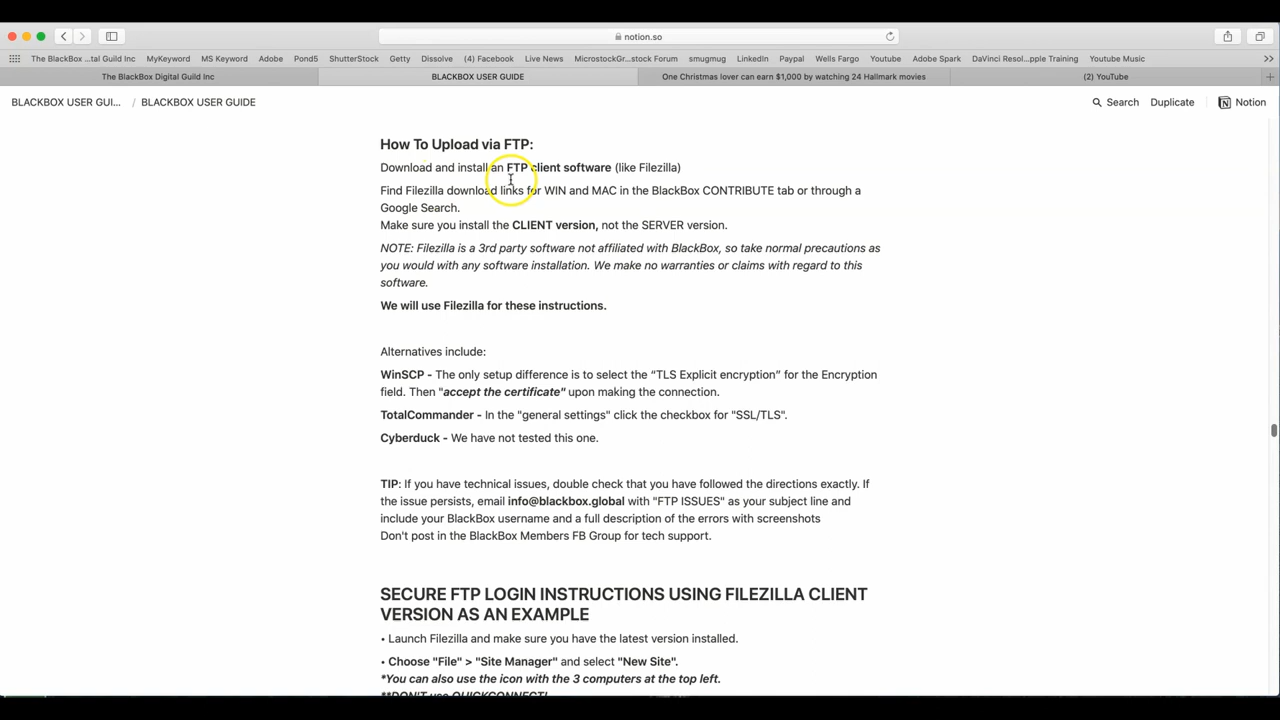 notion.so
The BlackBox ...tal Guild Inc MyKeyword MS Keyword Adobe Pond5 ShutterStock Getty Dissolve (4) Facebook Live News MicrostockGr...stock Forum smugmug LinkedIn Paypal Wells Fargo Youtube Adobe Spark DaVinci Resol...pple Training Youtube Music
The BlackBox Digital Guild Inc BLACKBOX USER GUIDE One Christmas lover can earn $1,000 by watching 24 Hallmark movies (2) YouTube
BLACKBOX USER GUI... / BLACKBOX USER GUIDE Search Duplicate Notion
How To Upload via FTP:
Download and install an FTP client software (like Filezilla)
Find Filezilla download links for WIN and MAC in the BlackBox CONTRIBUTE tab or through a
Google Search.
Make sure you install the CLIENT version, not the SERVER version.
NOTE: Filezilla is a 3rd party software not affiliated with BlackBox, so take normal precautions as
you would with any software installation. We make no warranties or claims with regard to this
software.
We will use Filezilla for these instructions.
Alternatives include:
WinSCP - The only setup difference is to select the “TLS Explicit encryption” for the Encryption
field. Then "accept the certificate" upon making the connection.
TotalCommander - In the "general settings" click the checkbox for "SSL/TLS".
Cyberduck - We have not tested this one.
TIP: If you have technical issues, double check that you have followed the directions exactly. If
the issue persists, email info@blackbox.global with "FTP ISSUES" as your subject line and
include your BlackBox username and a full description of the errors with screenshots
Don't post in the BlackBox Members FB Group for tech support.
SECURE FTP LOGIN INSTRUCTIONS USING FILEZILLA CLIENT
VERSION AS AN EXAMPLE
• Launch Filezilla and make sure you have the latest version installed.
• Choose "File" > "Site Manager" and select "New Site".
*You can also use the icon with the 3 computers at the top left.
**DON'T use QUICKCONNECT!